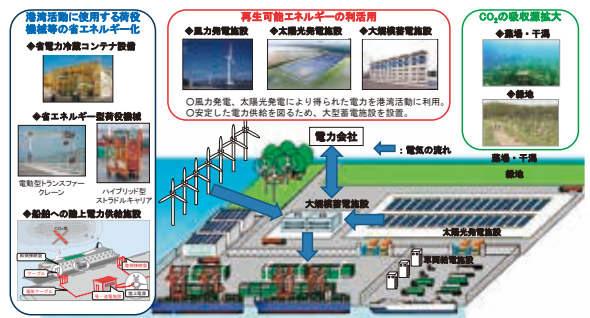 港湾活動に使用する荷役
機械等の省エネルギー化
◆省電力冷蔵コンテナ設備
◆省エネルギー型荷役機械
電動型トランスファー
クレーン
ハイブリッド型
ストラドルキャリア
◆船舶への陸上電力供給施設
ケーブル
再生可能エネルギーの利活用
◆風力発電施設
◆太陽光発電施設
◆大規模蓄電施設
○風力発電、太陽光発電により得られた電力を港湾活動に利用。
○安定した電力供給を図るため、大型蓄電施設を設置。
CO₂の吸収源拡大
◆藻場・干潟
◆緑地
電力会社
：電気の流れ
藻場・干潟
緑地
大規模蓄電施設
太陽光発電施設
車両給電施設